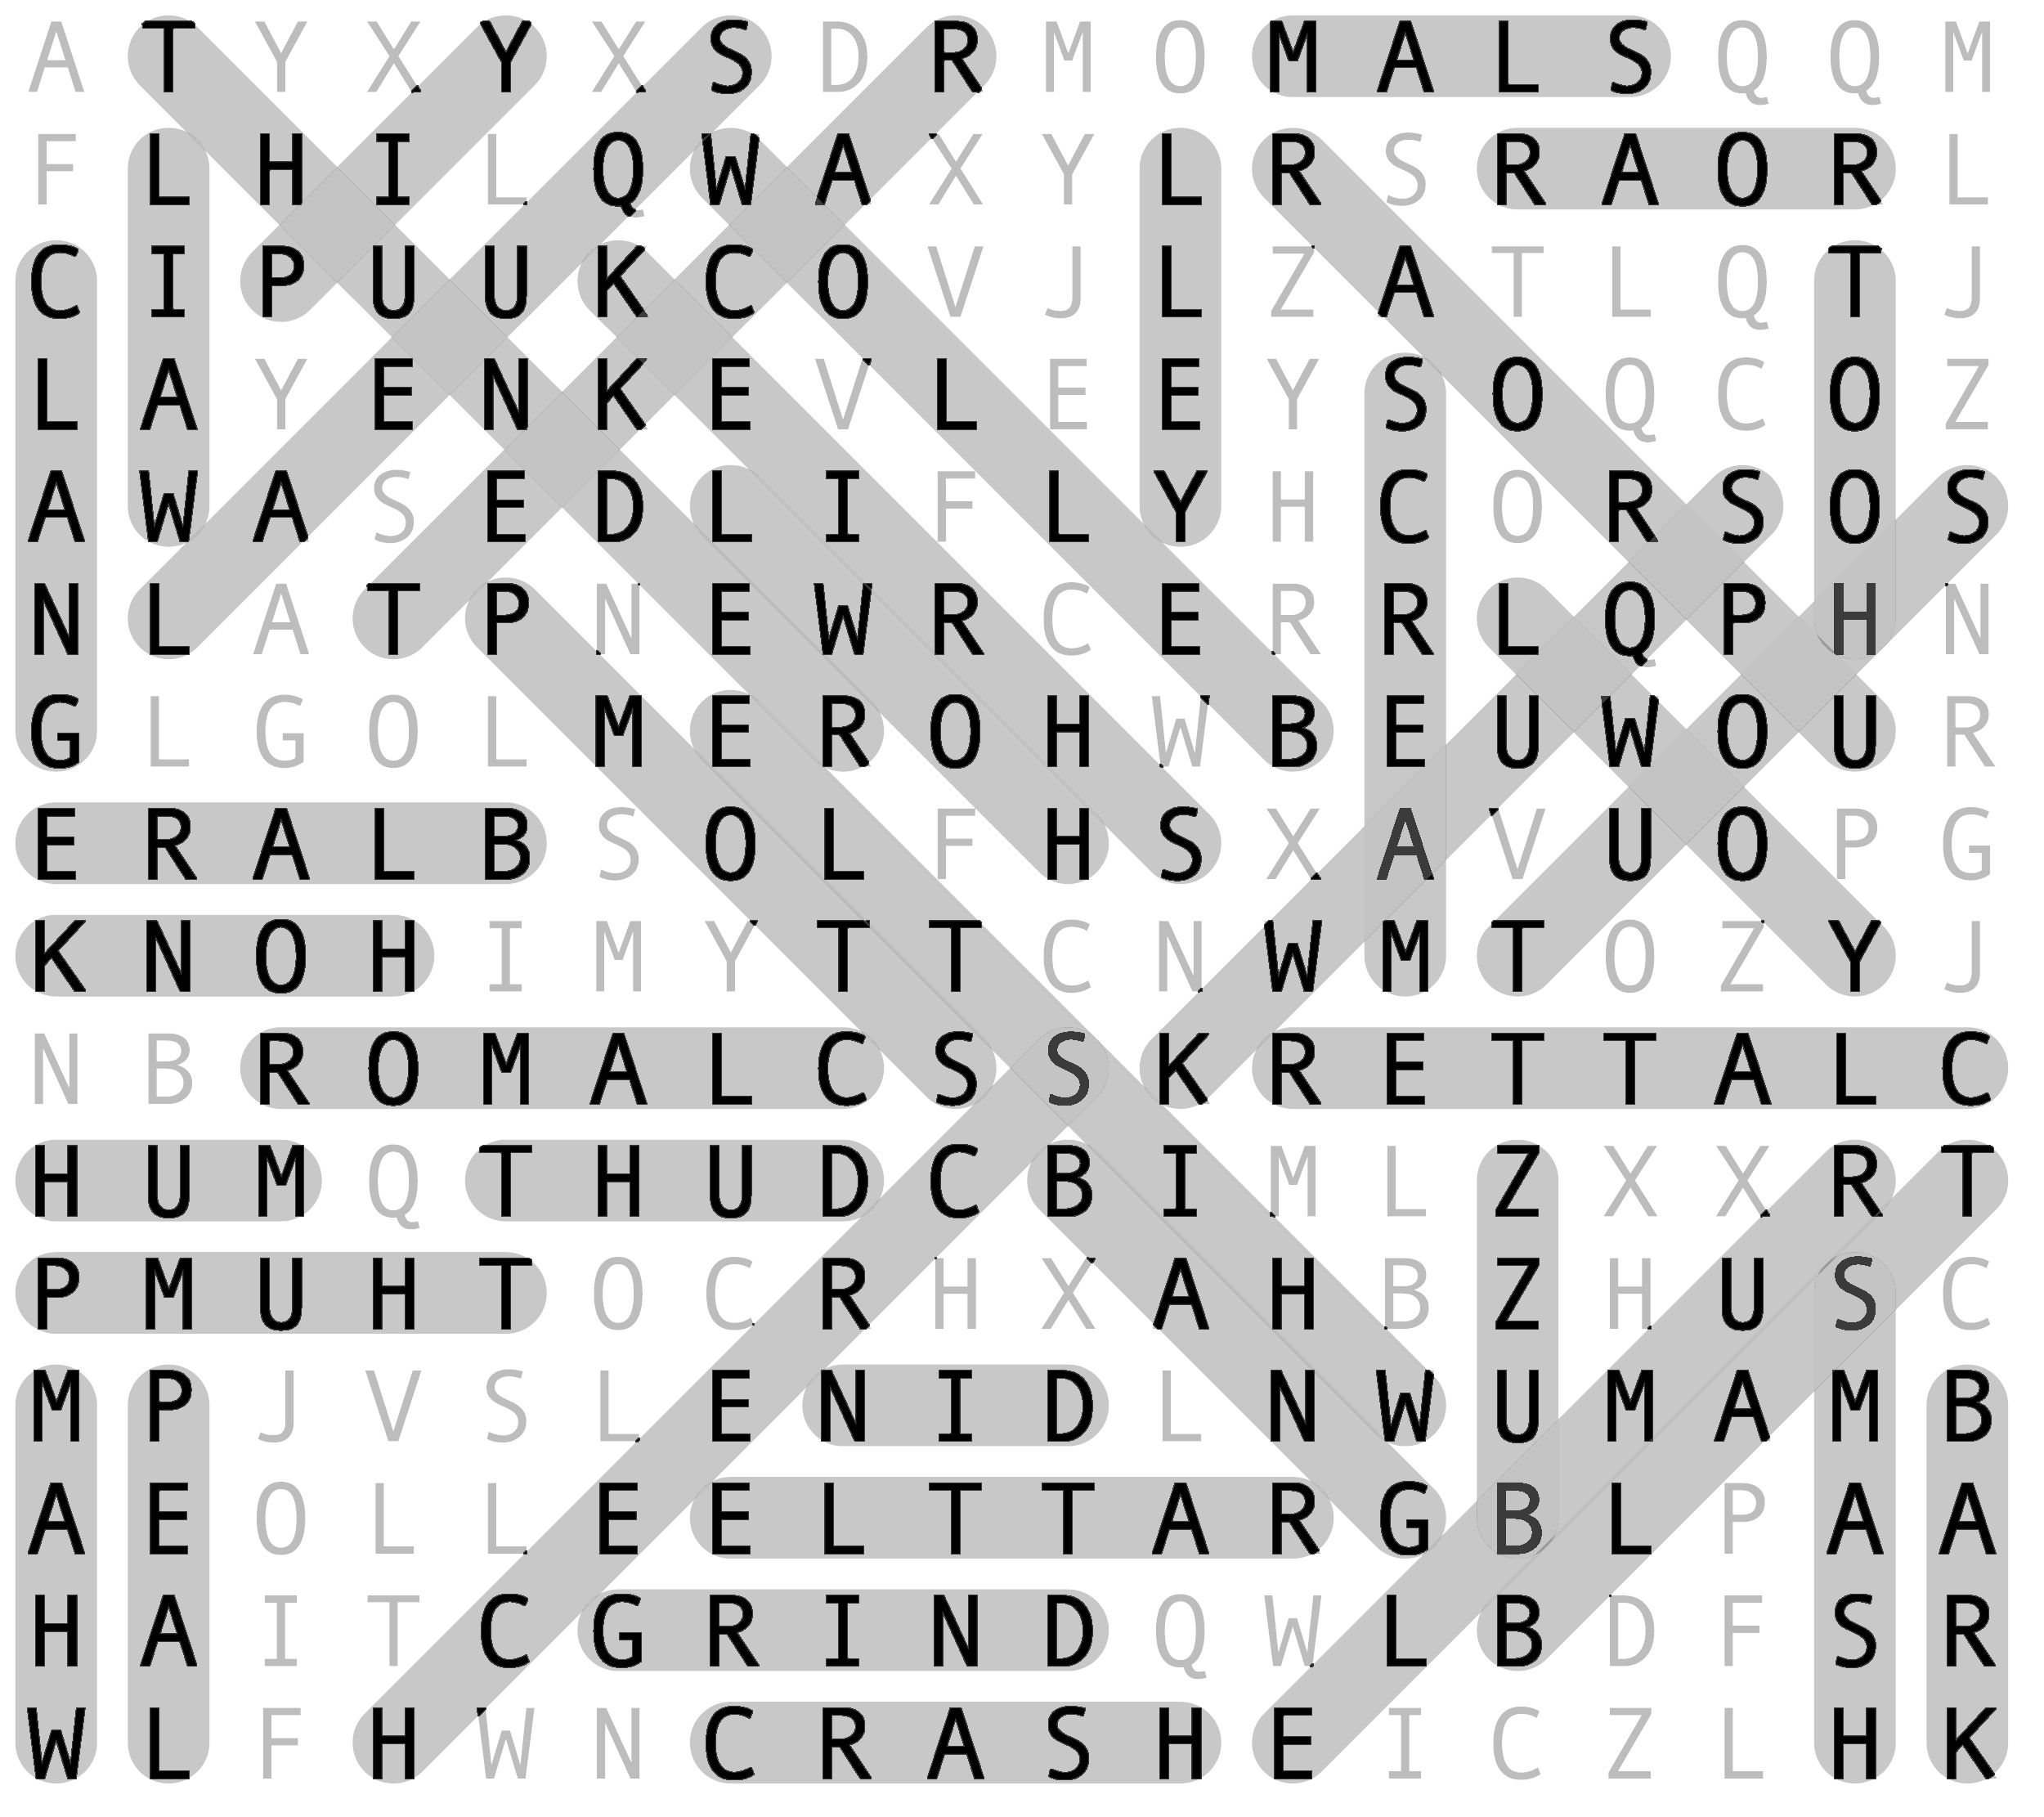 A T Y X Y X S D R M O M A L S Q Q M
F L H I L Q W A X Y L R S R A O R L
C I P U U K C O V J L Z A T L Q T J
L A Y E N K E V L E E Y S O Q C O Z
A W A S E D L I F L Y H C O R S O S
N L A T P N E W R C E R R L Q P H N
G L G O L M E R O H W B E U W O U R
E R A L B S O L F H S X A V U O P G
K N O H I M Y T T C N W M T O Z Y J
N B R O M A L C S S K R E T T A L C
H U M Q T H U D C B I M L Z X X R T
P M U H T O C R H X A H B Z H U S C
M P J V S L E N I D L N W U M A M B
A E O L L E E L T T A R G B L P A A
H A I T C G R I N D Q W L B D F S R
W L F H W N C R A S H E I C Z L H K